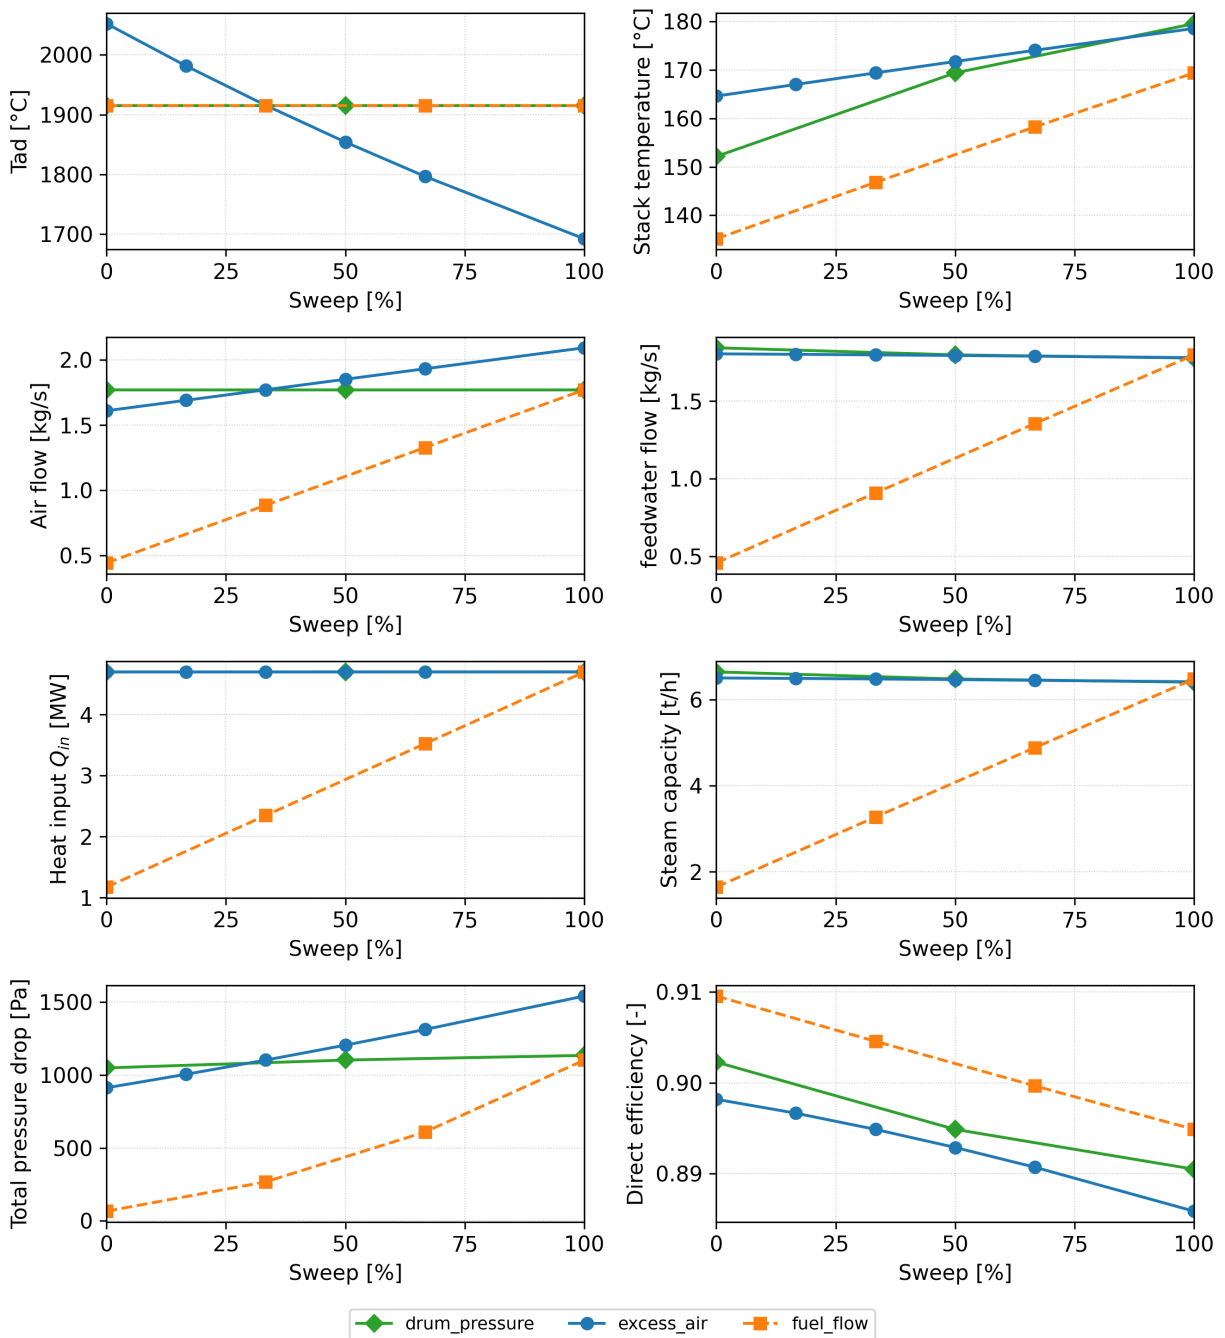 2000
1900
1800
1700
Tad [°C]
0 25 50 75 100
Sweep [%]
180
170
160
150
140
Stack temperature [°C]
0 25 50 75 100
Sweep [%]
2.0
1.5
1.0
0.5
Air flow [kg/s]
0 25 50 75 100
Sweep [%]
1.5
1.0
0.5
feedwater flow [kg/s]
0 25 50 75 100
Sweep [%]
4
3
2
1
Heat input Q_in [MW]
0 25 50 75 100
Sweep [%]
6
4
2
Steam capacity [t/h]
0 25 50 75 100
Sweep [%]
1500
1000
500
0
Total pressure drop [Pa]
0 25 50 75 100
Sweep [%]
0.91
0.90
0.89
Direct efficiency [-]
0 25 50 75 100
Sweep [%]
drum_pressure excess_air fuel_flow